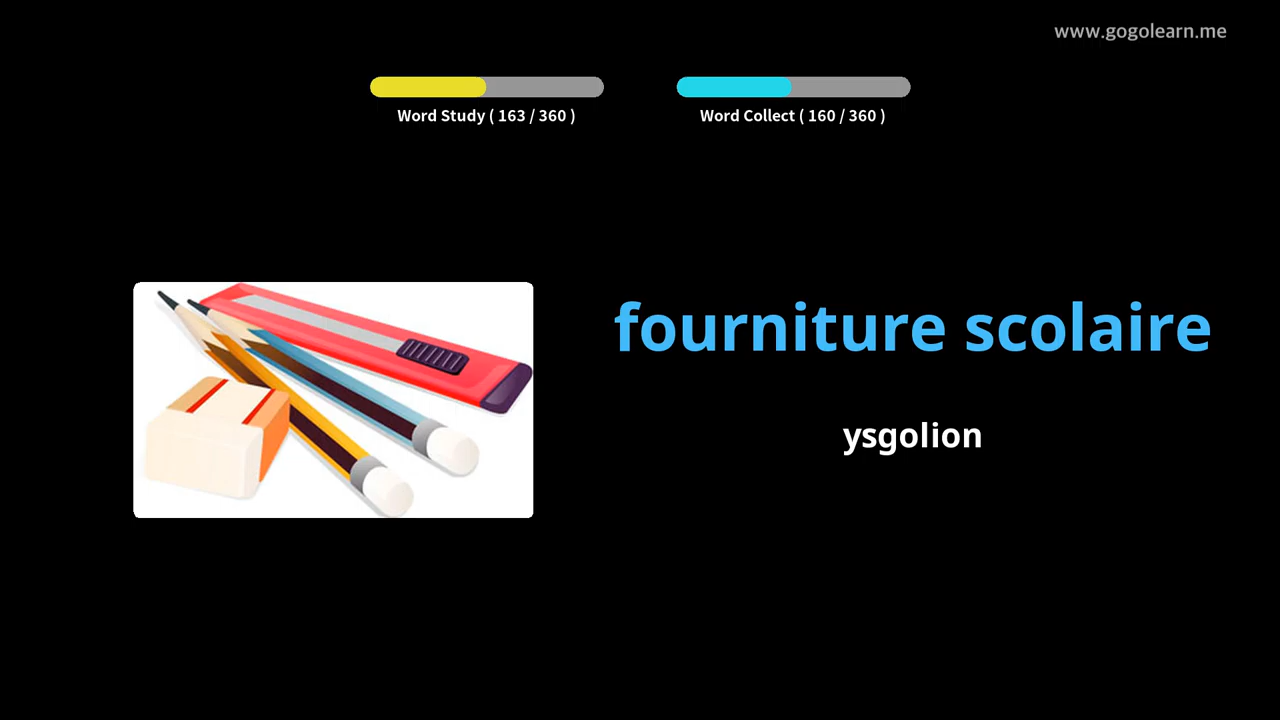 www.gogolearn.me
Word Study ( 163 / 360 )
Word Collect ( 160 / 360 )
fourniture scolaire
ysgolion